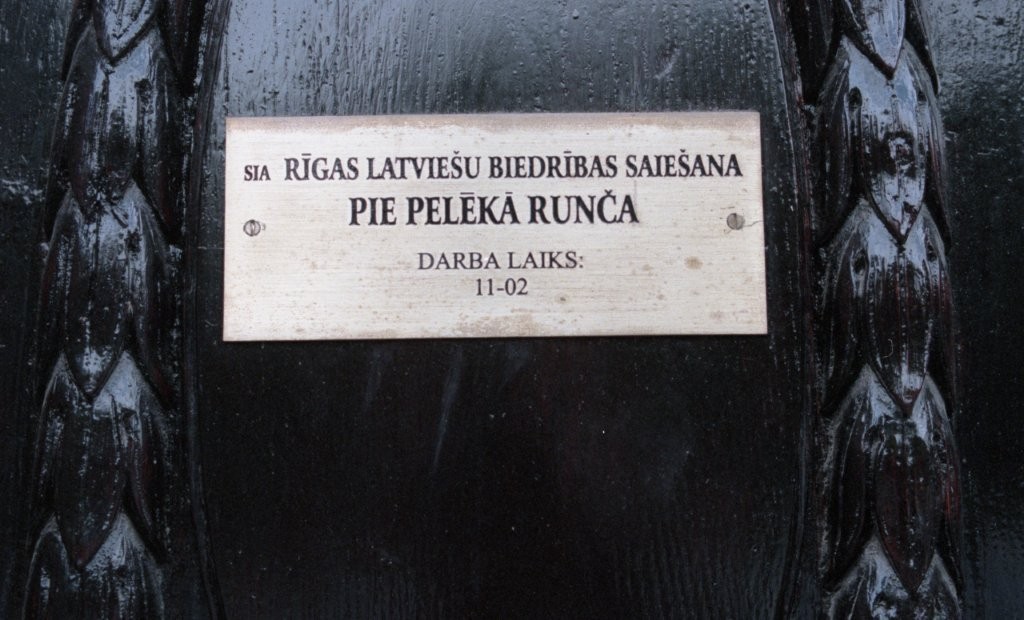 SIA RĪGAS LATVIEŠU BIEDRĪBAS SAIEŠANA
PIE PELĒKĀ RUNČA
DARBA LAIKS:
11-02